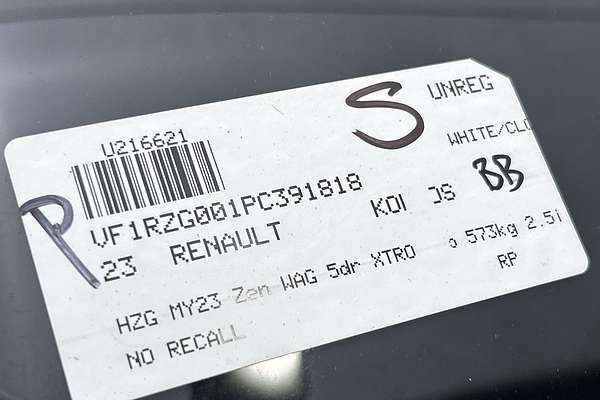 U216621
S UNREG
WHITE/CLO
VF1RZG001PC391818
KOI JS BB
P
23 RENAULT
HZG MY23 Zen WAG 5dr XTRO o 573kg 2.5i
NO RECALL RP